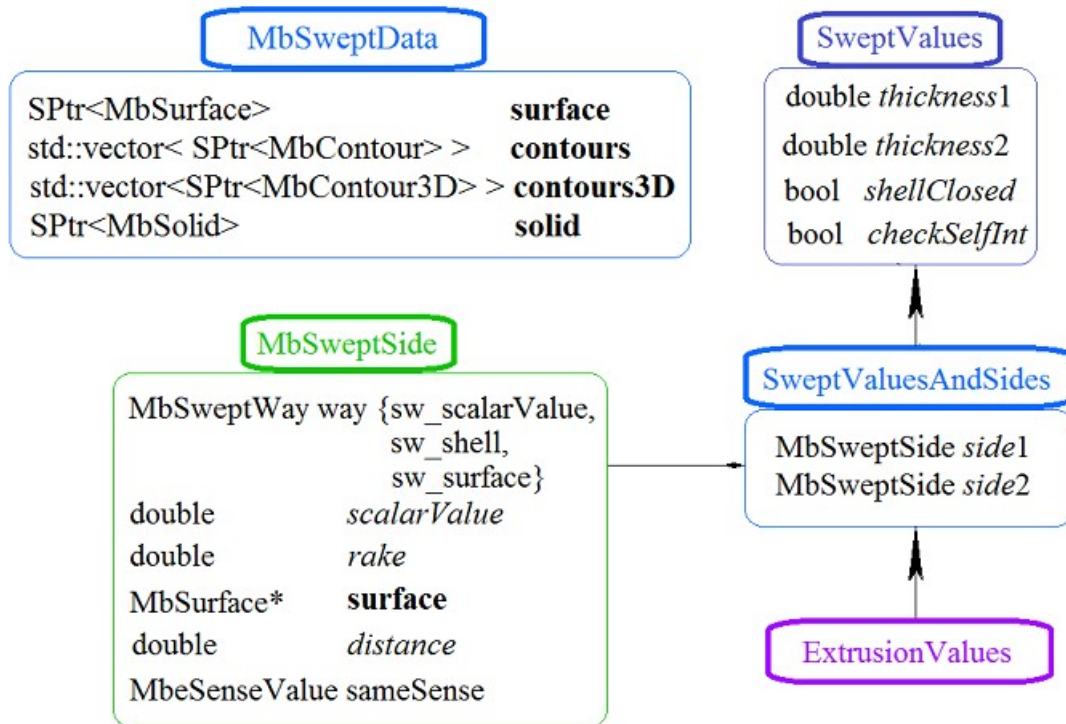 MbSweptData
SPtr<MbSurface> surface
std::vector< SPtr<MbContour> > contours
std::vector<SPtr<MbContour3D> > contours3D
SPtr<MbSolid> solid
SweptValues
double thickness1
double thickness2
bool shellClosed
bool checkSelfInt
MbSweptSide
MbSweptWay way {sw_scalarValue,
sw_shell,
sw_surface}
double scalarValue
double rake
MbSurface* surface
double distance
MbeSenseValue sameSense
SweptValuesAndSides
MbSweptSide side1
MbSweptSide side2
ExtrusionValues